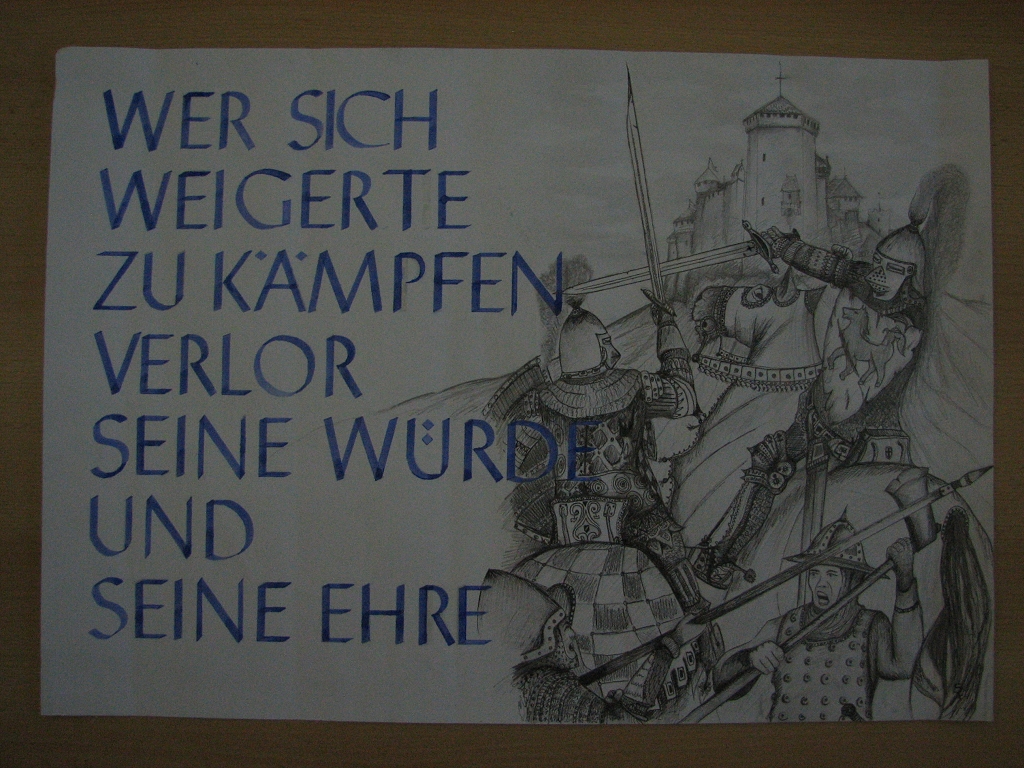 WER SICH
WEIGERTE
ZU KÄMPFEN
VERLOR
SEINE WÜRDE
UND
SEINE EHRE